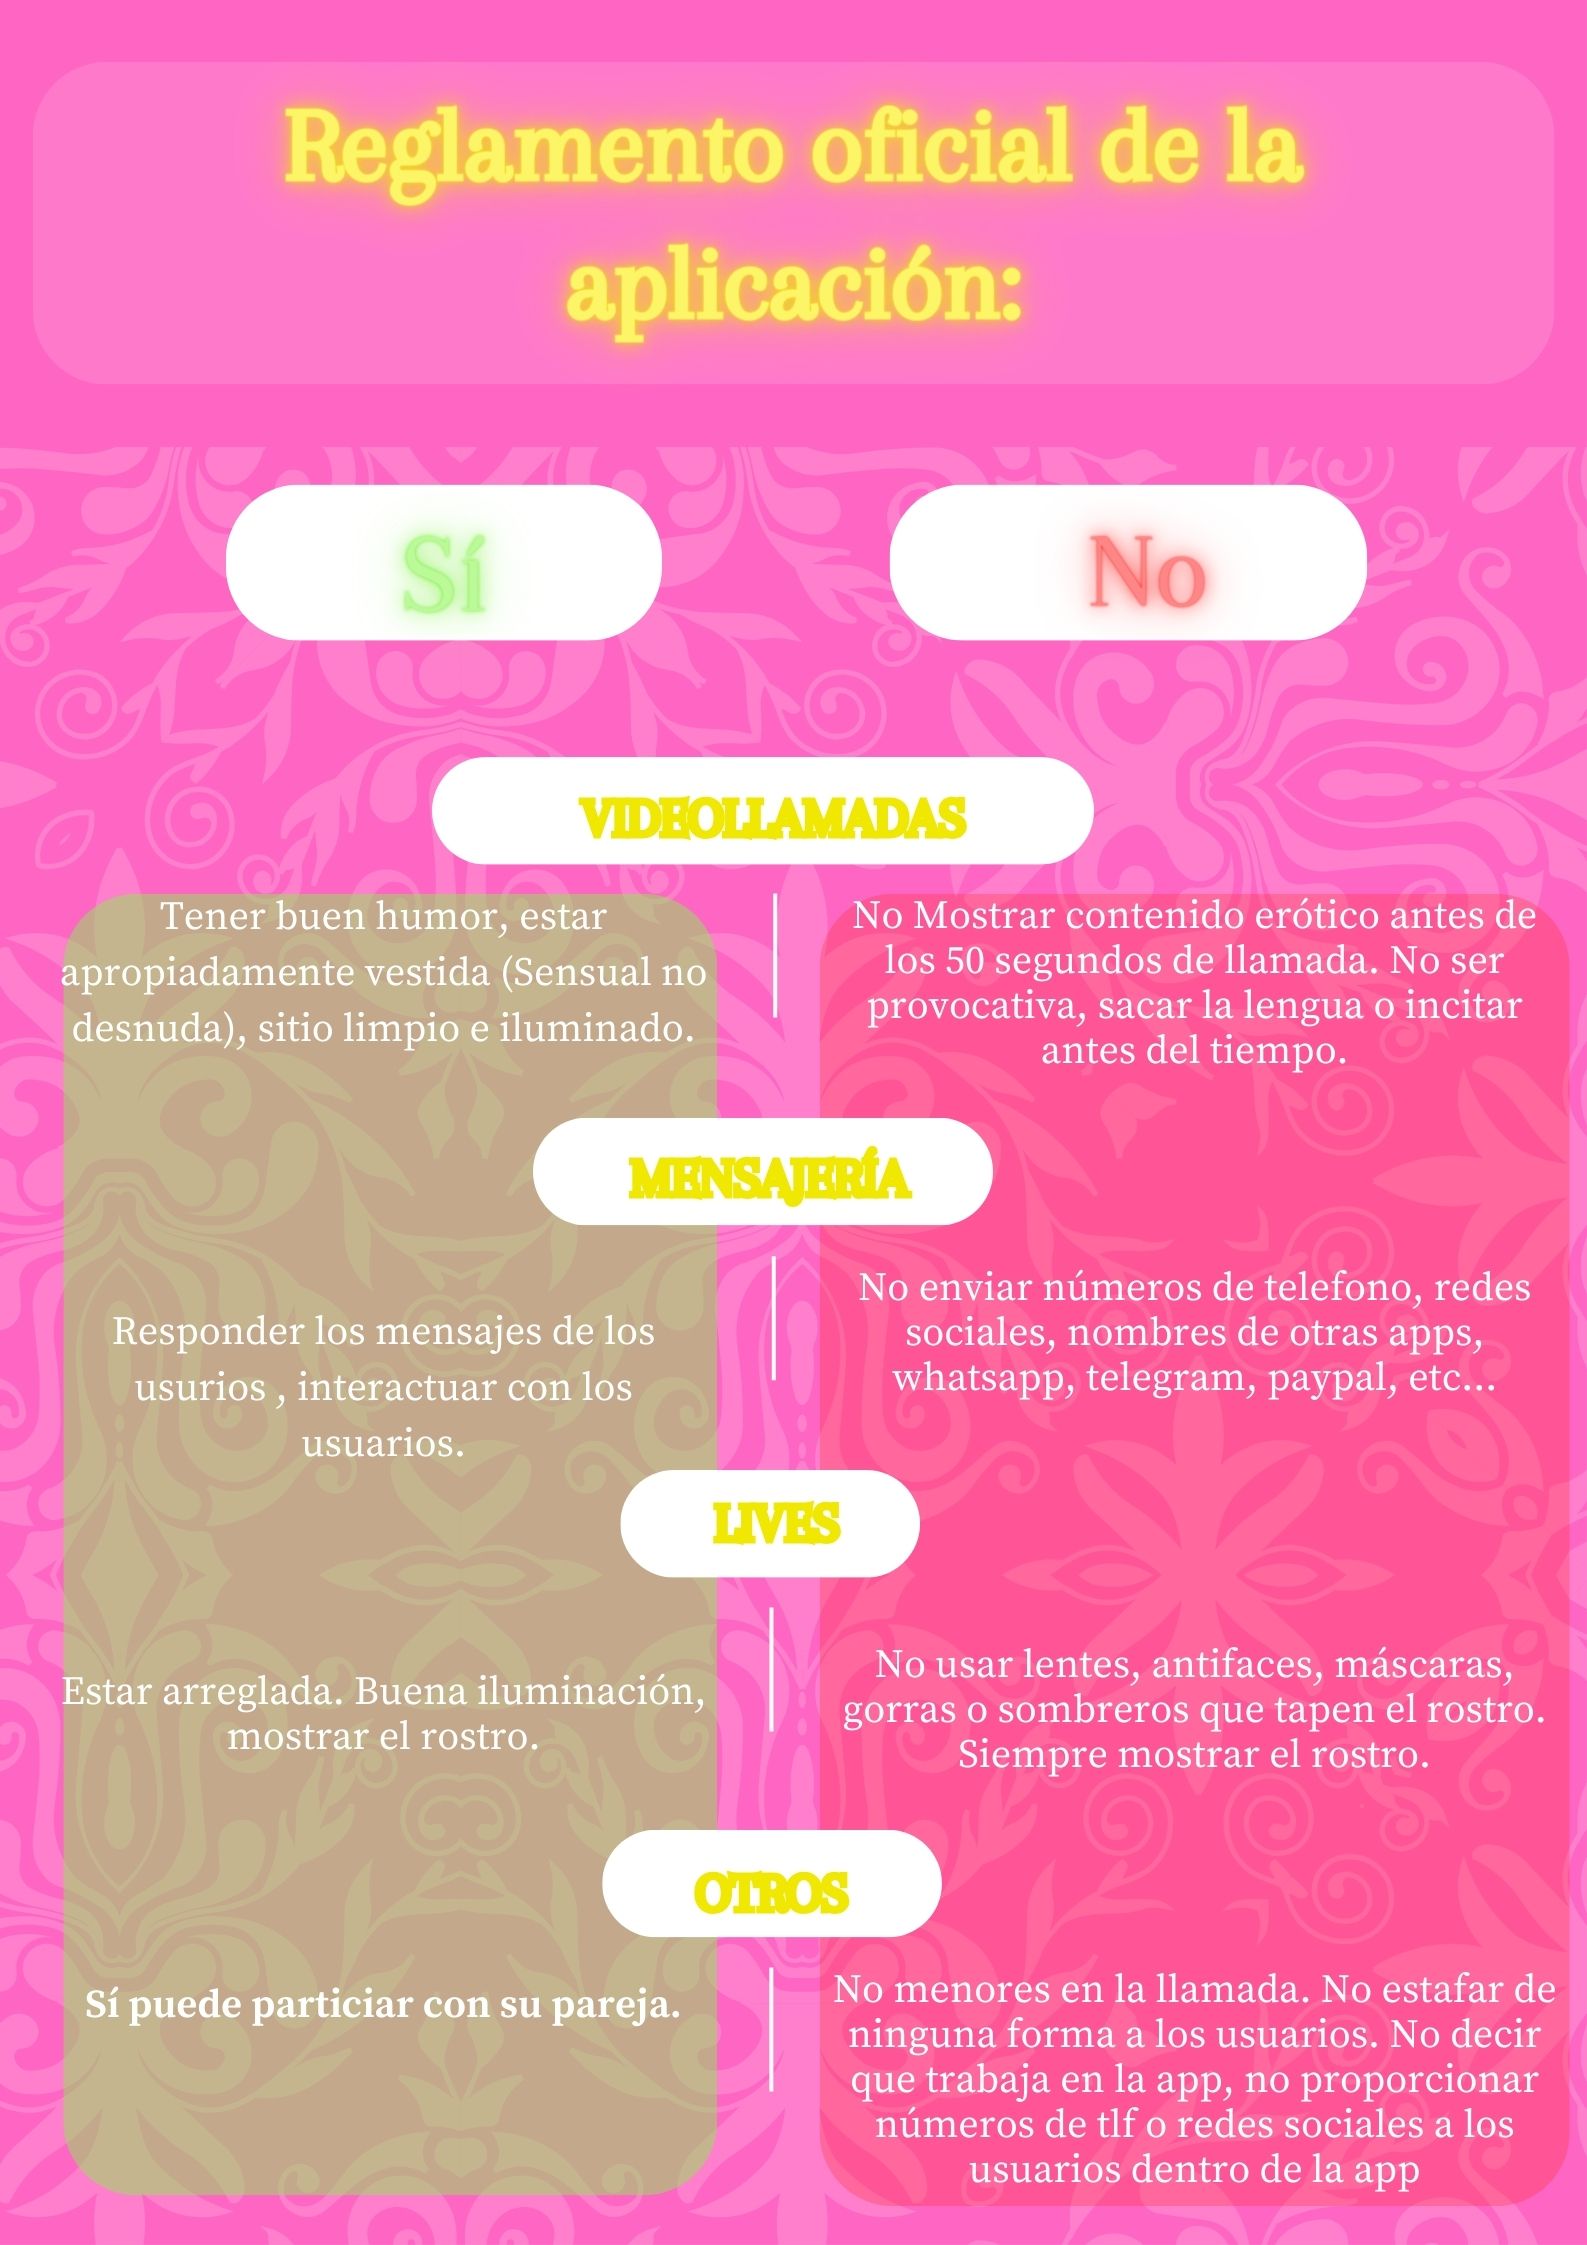 Reglamento oficial de la
aplicación:
Sí
No
VIDEOLLAMADAS
Tener buen humor, estar
apropiadamente vestida (Sensual no
desnuda), sitio limpio e iluminado.
No Mostrar contenido erótico antes de
los 50 segundos de llamada. No ser
provocativa, sacar la lengua o incitar
antes del tiempo.
MENSAJERÍA
Responder los mensajes de los
usurios , interactuar con los
usuarios.
No enviar números de telefono, redes
sociales, nombres de otras apps,
whatsapp, telegram, paypal, etc...
LIVES
Estar arreglada. Buena iluminación,
mostrar el rostro.
No usar lentes, antifaces, máscaras,
gorras o sombreros que tapen el rostro.
Siempre mostrar el rostro.
OTROS
Sí puede particiar con su pareja.
No menores en la llamada. No estafar de
ninguna forma a los usuarios. No decir
que trabaja en la app, no proporcionar
números de tlf o redes sociales a los
usuarios dentro de la app